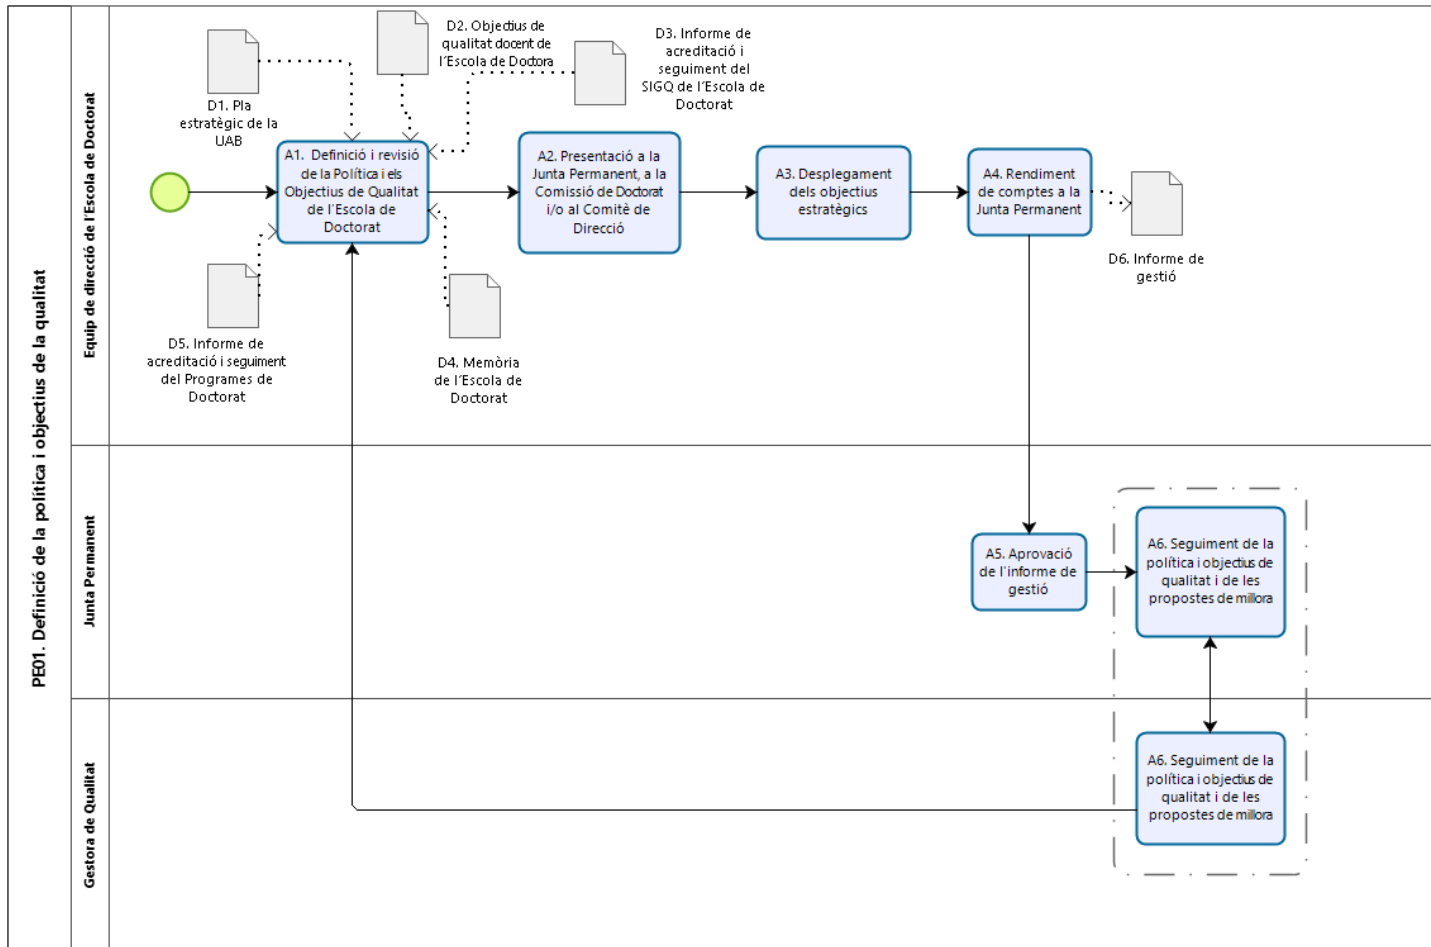 PE01. Definició de la política i objectius de la qualitat
Equip de direcció de l'Escola de Doctorat
D1. Pla
estratègic de la
UAB
D2. Objectius de
qualitat docent de
l'Escola de Doctora
D3. Informe de
acreditació i
seguiment del
SIGQ de l'Escola de
Doctorat
A1. Definició i revisió
de la Política i els
Objectius de Qualitat
de l'Escola de
Doctorat
A2. Presentació a la
Junta Permanent, a la
Comissió de Doctorat
i/o al Comitè de
Direcció
A3. Desplegament
dels objectius
estratègics
A4. Rendiment
de comptes a la
Junta Permanent
D6. Informe de
gestió
D5. Informe de
acreditació i seguiment
del Programes de
Doctorat
D4. Memòria
de l'Escola de
Doctorat
Junta Permanent
A5. Aprovació
de l'informe de
gestió
A6. Seguiment de la
política i objectius de
qualitat i de les
propostes de millora
Gestora de Qualitat
A6. Seguiment de la
política i objectius de
qualitat i de les
propostes de millora